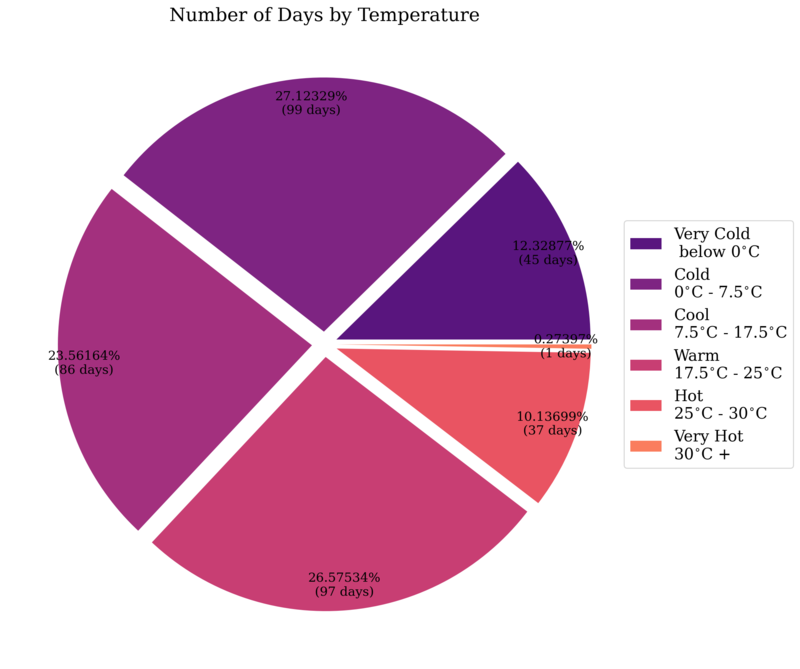 Number of Days by Temperature
27.12329%
(99 days)
12.32877%
(45 days)
23.56164%
(86 days)
0.27397%
(1 days)
10.13699%
(37 days)
26.57534%
(97 days)
Very Cold
below 0°C
Cold
0°C - 7.5°C
Cool
7.5°C - 17.5°C
Warm
17.5°C - 25°C
Hot
25°C - 30°C
Very Hot
30°C +